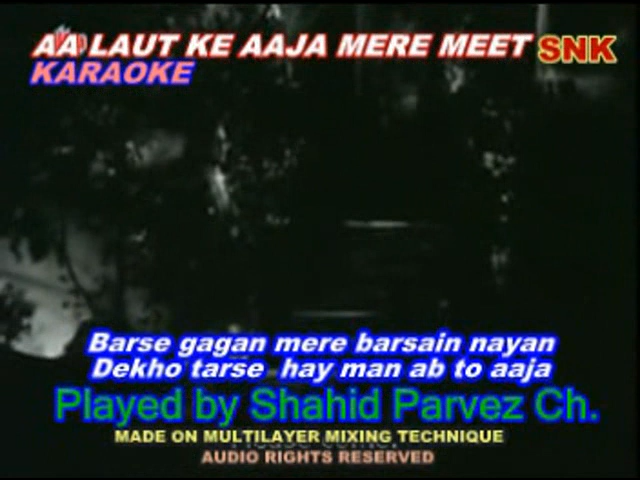 AA LAUT KE AAJA MERE MEET SNK
KARAOKE
Barse gagan mere barsain nayan
Dekho tarse hay man ab to aaja
Played by Shahid Parvez Ch.
MADE ON MULTILAYER MIXING TECHNIQUE
AUDIO RIGHTS RESERVED